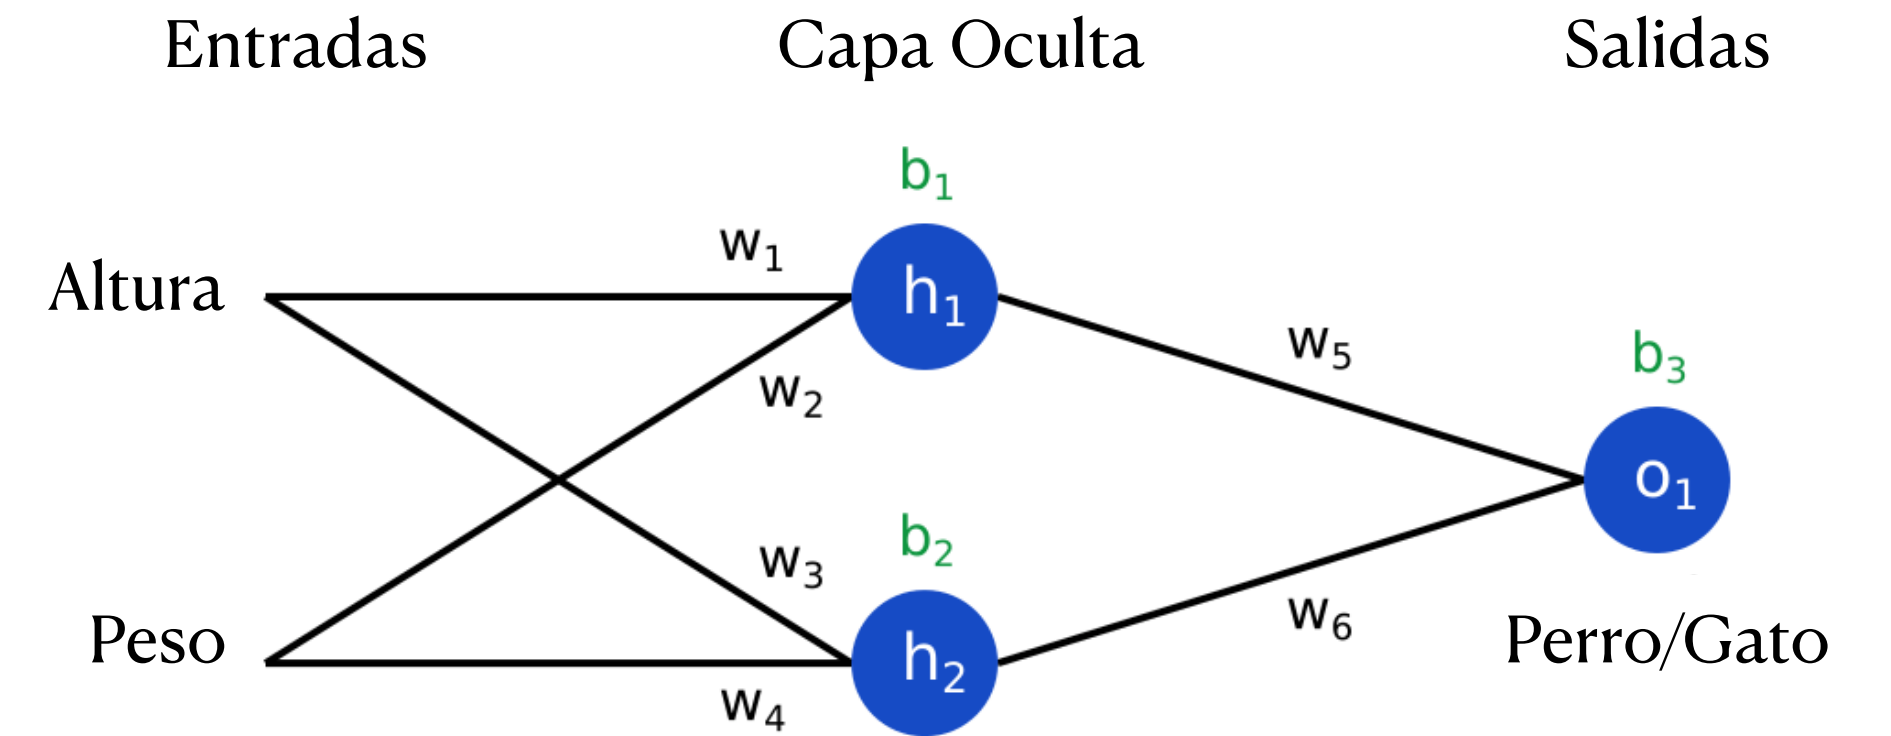 Entradas Capa Oculta Salidas
b₁
w₁
Altura h₁
w₅
b₃
w₂
o₁
b₂
w₃
w₆
Peso h₂ Perro/Gato
w₄